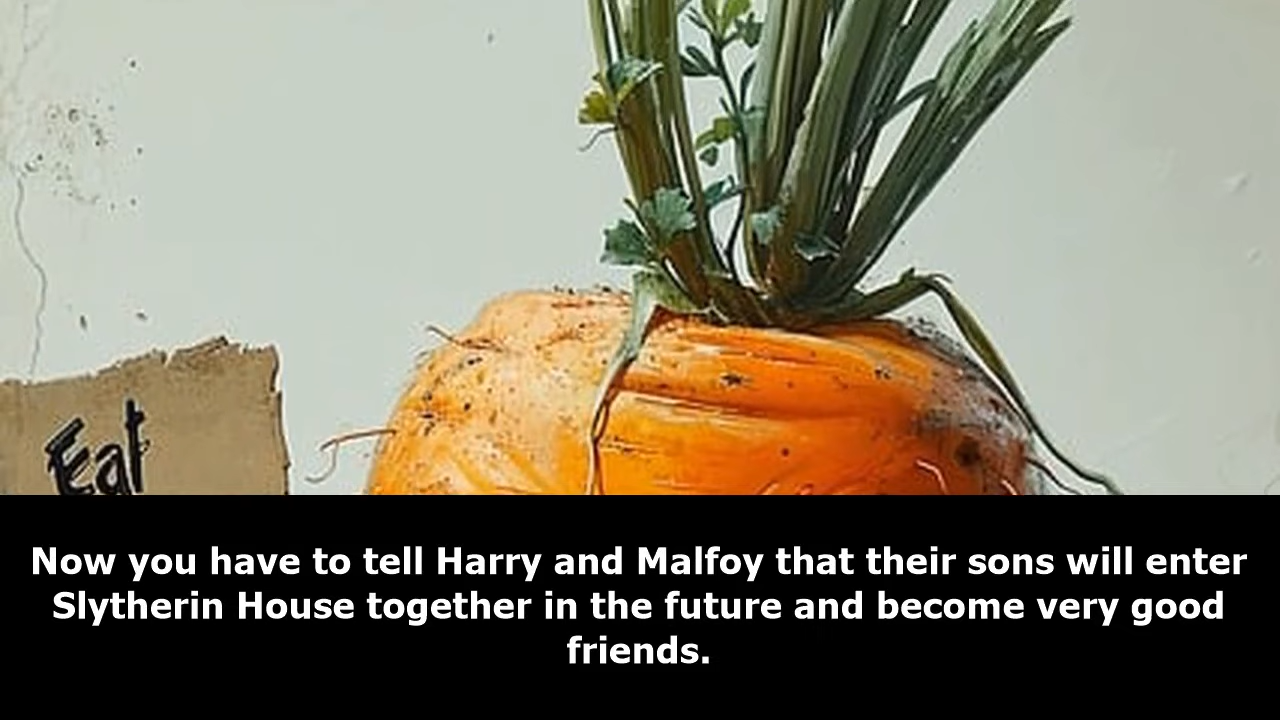 Eat
Now you have to tell Harry and Malfoy that their sons will enter
Slytherin House together in the future and become very good
friends.